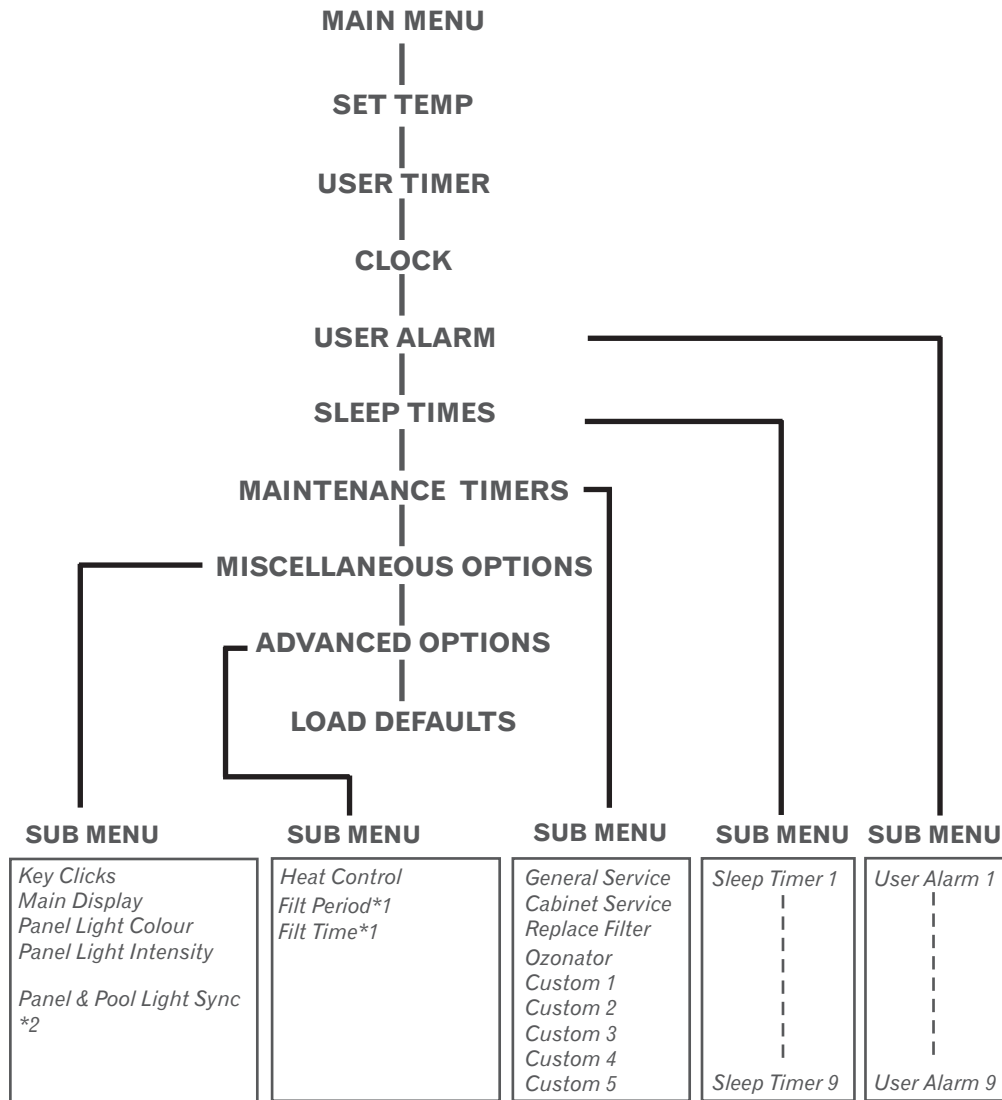 MAIN MENU
SET TEMP
USER TIMER
CLOCK
USER ALARM
SLEEP TIMES
MAINTENANCE TIMERS
MISCELLANEOUS OPTIONS
ADVANCED OPTIONS
LOAD DEFAULTS
SUB MENU
Key Clicks
Main Display
Panel Light Colour
Panel Light Intensity
Panel & Pool Light Sync
*2
SUB MENU
Heat Control
Filt Period*1
Filt Time*1
SUB MENU
General Service
Cabinet Service
Replace Filter
Ozonator
Custom 1
Custom 2
Custom 3
Custom 4
Custom 5
SUB MENU
Sleep Timer 1
Sleep Timer 9
SUB MENU
User Alarm 1
User Alarm 9